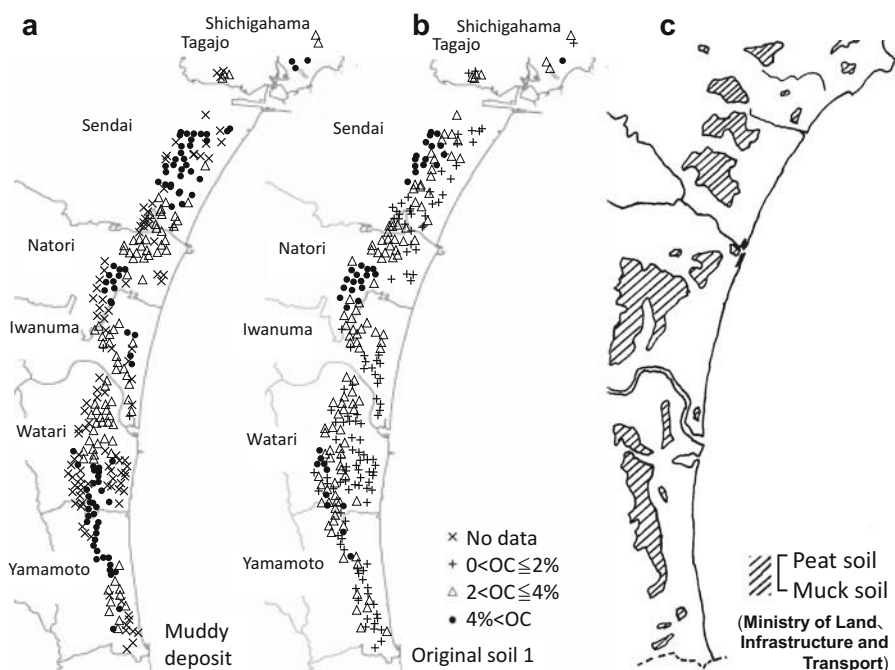 a
Shichigahama
Tagajo
Sendai
Natori
Iwanuma
Watari
Yamamoto
Muddy
deposit
b
Shichigahama
Tagajo
Sendai
Natori
Iwanuma
Watari
Yamamoto
× No data
+ 0<OC≦2%
△ 2<OC≦4%
● 4%<OC
Original soil 1
c
Peat soil
Muck soil
(Ministry of Land、
Infrastructure and
Transport)